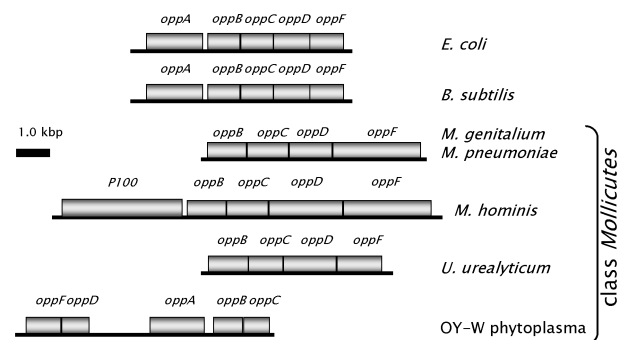 oppA oppB oppC oppD oppF
E. coli
oppA oppB oppC oppD oppF
B. subtilis
1.0 kbp
oppB oppC oppD oppF
M. genitalium
M. pneumoniae
P100 oppB oppC oppD oppF
M. hominis
oppB oppC oppD oppF
U. urealyticum
oppF oppD oppA oppB oppC
OY-W phytoplasma
class Mollicutes